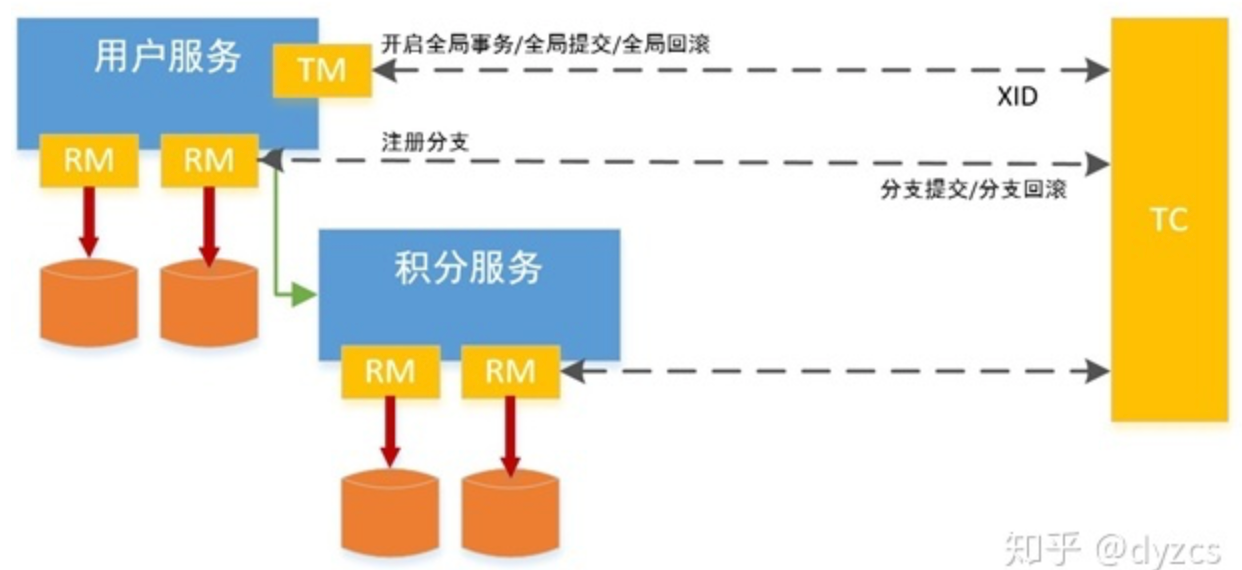 用户服务
TM
开启全局事务/全局提交/全局回滚
XID
RM
RM
注册分支
分支提交/分支回滚
TC
积分服务
RM
RM
知乎 @dyzcs